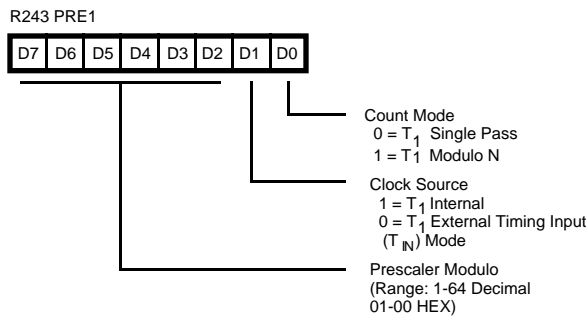 R243 PRE1
D7 D6 D5 D4 D3 D2 D1 D0
Count Mode
0 = T1 Single Pass
1 = T1 Modulo N
Clock Source
1 = T1 Internal
0 = T1 External Timing Input
(TIN) Mode
Prescaler Modulo
(Range: 1-64 Decimal
01-00 HEX)